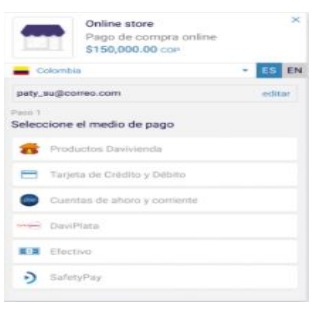 Online store
Pago de compra online
$150,000.00 COP
Colombia
ES EN
paty_su@correo.com
editar
Paso 1
Seleccione el medio de pago
Productos Davivienda
Tarjeta de Crédito y Débito
Cuentas de ahorro y corriente
DaviPlata
Efectivo
SafetyPay